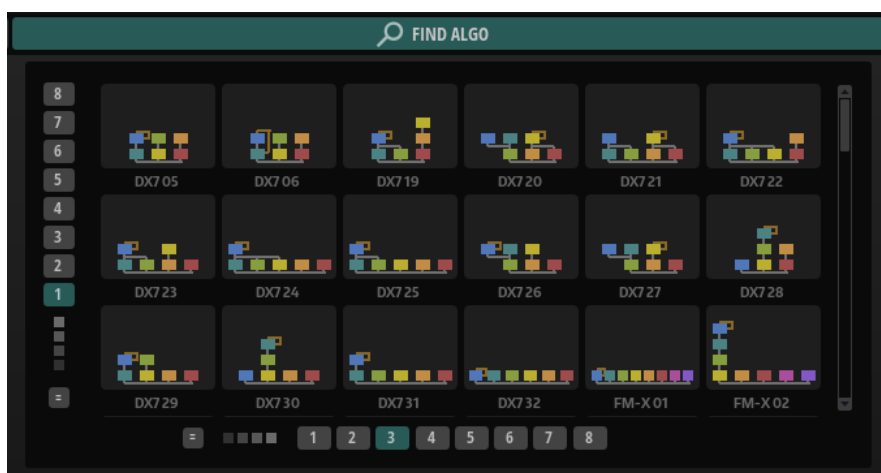 FIND ALGO
8
7
6
5
4
3
2
1
=
DX7 05 DX7 06 DX7 19 DX7 20 DX7 21 DX7 22
DX7 23 DX7 24 DX7 25 DX7 26 DX7 27 DX7 28
DX7 29 DX7 30 DX7 31 DX7 32 FM-X 01 FM-X 02
= 1 2 3 4 5 6 7 8